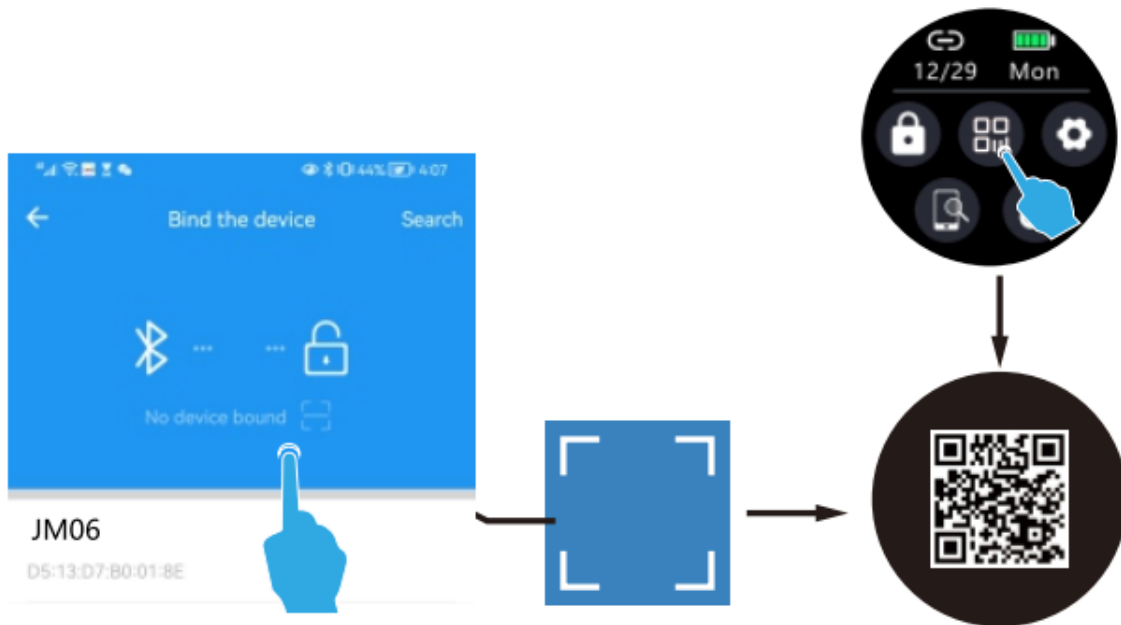 12/29 Mon
44% 4:07
Bind the device Search
No device bound
JM06
D5:13:D7:B0:01:8E